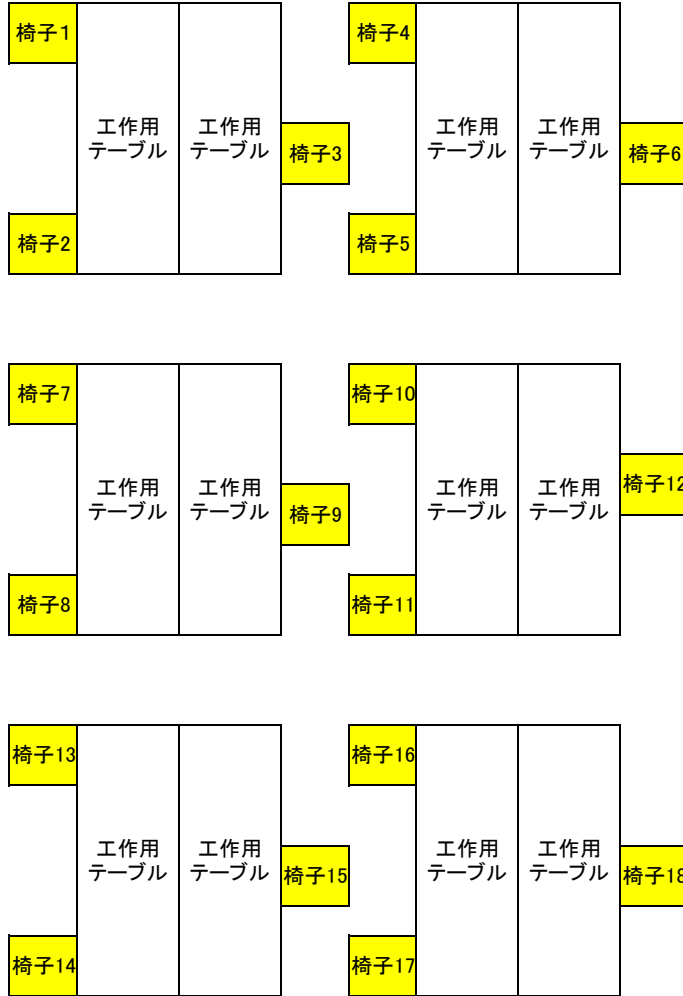 椅子1
椅子4
工作用
テーブル
工作用
テーブル
椅子3
工作用
テーブル
工作用
テーブル
椅子6
椅子2
椅子5
椅子7
椅子10
工作用
テーブル
工作用
テーブル
椅子9
工作用
テーブル
工作用
テーブル
椅子12
椅子8
椅子11
椅子13
椅子16
工作用
テーブル
工作用
テーブル
椅子15
工作用
テーブル
工作用
テーブル
椅子18
椅子14
椅子17